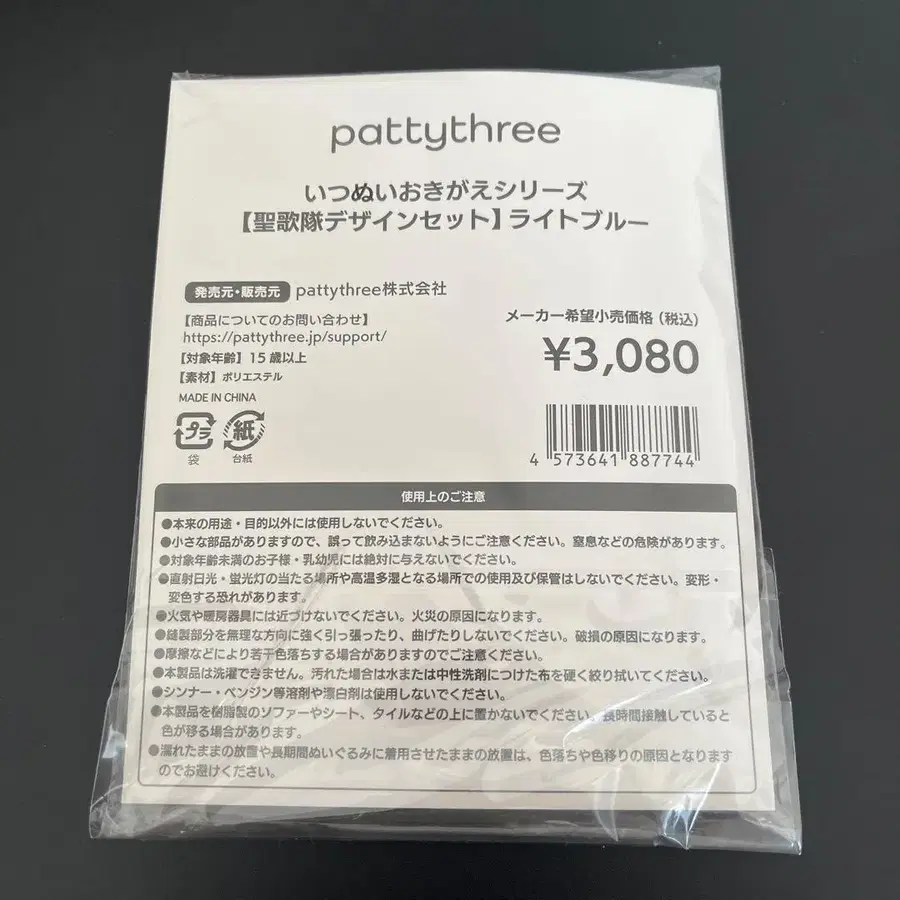 pattythree
いつぬいおきがえシリーズ
【聖歌隊デザインセット】ライトブルー
発売元・販売元 pattythree株式会社
【商品についてのお問い合わせ】
https://pattythree.jp/support/
【対象年齢】15歳以上
【素材】ポリエステル
MADE IN CHINA
プラ
袋
紙
台紙
メーカー希望小売価格(税込)
¥3,080
4 573641 887744
使用上のご注意
●本来の用途・目的以外には使用しないでください。
●小さな部品がありますので、誤って飲み込まないようにご注意ください。窒息などの危険があります。
●対象年齢未満のお子様・乳幼児には絶対に与えないでください。
●直射日光・蛍光灯の当たる場所や高温多湿となる場所での使用及び保管はしないでください。変形・
変色する恐れがあります。
●火気や暖房器具には近づけないでください。火災の原因になります。
●縫製部分を無理な方向に強く引っ張ったり、曲げたりしないでください。破損の原因になります。
●摩擦などにより若干色落ちする場合がありますのでご注意ください。
●本製品は洗濯できません。汚れた場合は水または中性洗剤につけた布を硬く絞り拭いてください。
●シンナー・ベンジン等溶剤や漂白剤は使用しないでください。
●本製品を樹脂製のソファーやシート、タイルなどの上に置かないでください。長時間接触していると
色が移る場合があります。
●濡れたままの放置や長期間ぬいぐるみに着用させたままの放置は、色落ちや色移りの原因となります
のでお避けください。